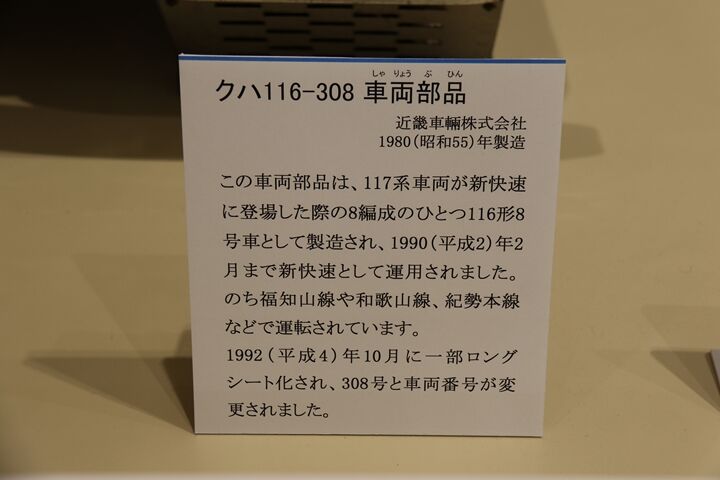 しゃ りょう ぶ ひん
クハ116-308 車両部品
近畿車輛株式会社
1980(昭和55)年製造
この車両部品は、117系車両が新快速
に登場した際の8編成のひとつ116形8
号車として製造され、1990(平成2)年2
月まで新快速として運用されました。
のち福知山線や和歌山線、紀勢本線
などで運転されています。
1992(平成4)年10月に一部ロング
シート化され、308号と車両番号が変
更されました。